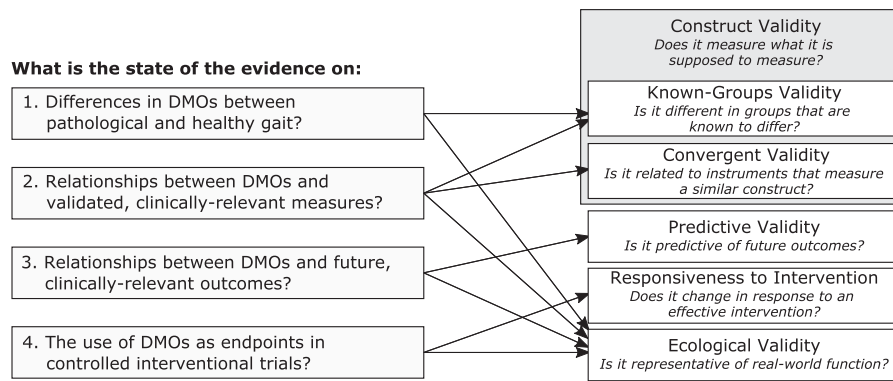 What is the state of the evidence on:
1. Differences in DMOs between
pathological and healthy gait?
2. Relationships between DMOs and
validated, clinically-relevant measures?
3. Relationships between DMOs and future,
clinically-relevant outcomes?
4. The use of DMOs as endpoints in
controlled interventional trials?
Construct Validity
Does it measure what it is
supposed to measure?
Known-Groups Validity
Is it different in groups that are
known to differ?
Convergent Validity
Is it related to instruments that measure
a similar construct?
Predictive Validity
Is it predictive of future outcomes?
Responsiveness to Intervention
Does it change in response to an
effective intervention?
Ecological Validity
Is it representative of real-world function?